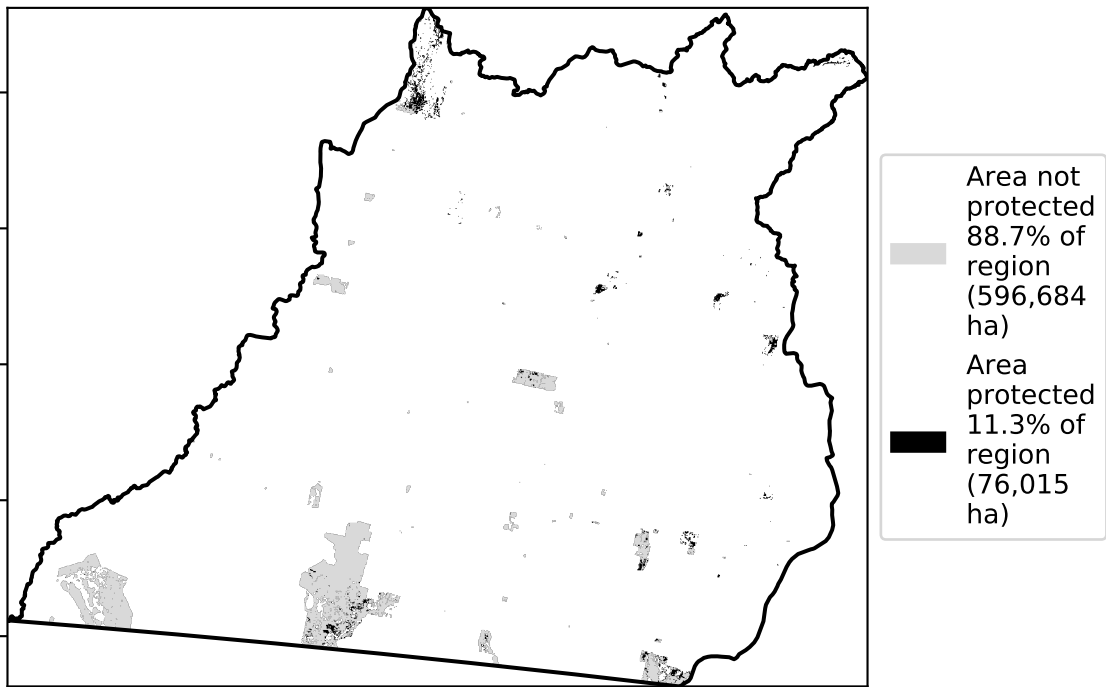 Area not
protected
88.7% of
region
(596,684
ha)
Area
protected
11.3% of
region
(76,015
ha)